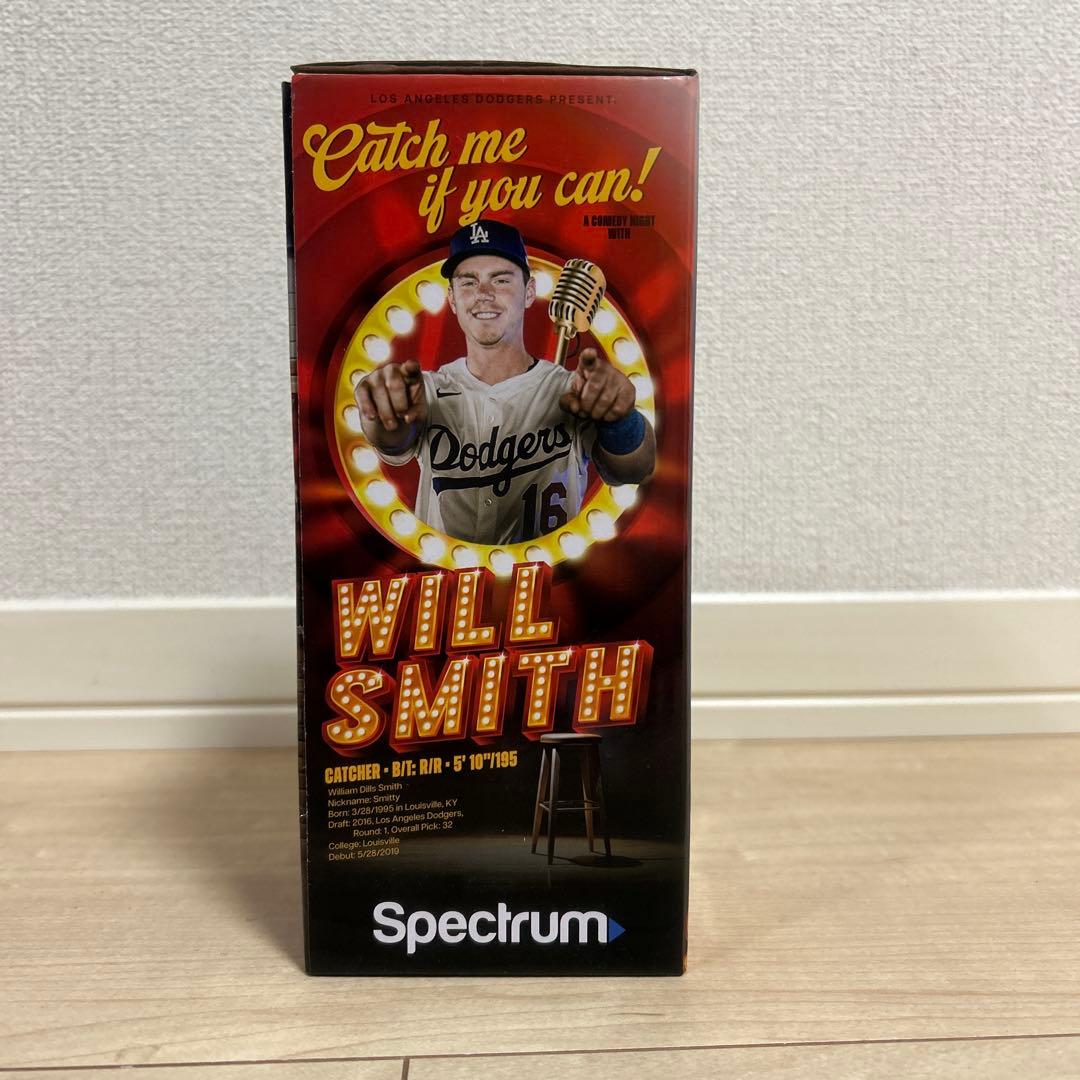 LOS ANGELES DODGERS PRESENT:
Catch me
if you can!
A COMEDY NIGHT
WITH
LA
Dodgers
16
WILL
SMITH
CATCHER • B/T: R/R • 5' 10"/195
William Dills Smith
Nickname: Smitty
Born: 3/28/1995 in Louisville, KY
Draft: 2016, Los Angeles Dodgers,
Round: 1, Overall Pick: 32
College: Louisville
Debut: 5/28/2019
Spectrum